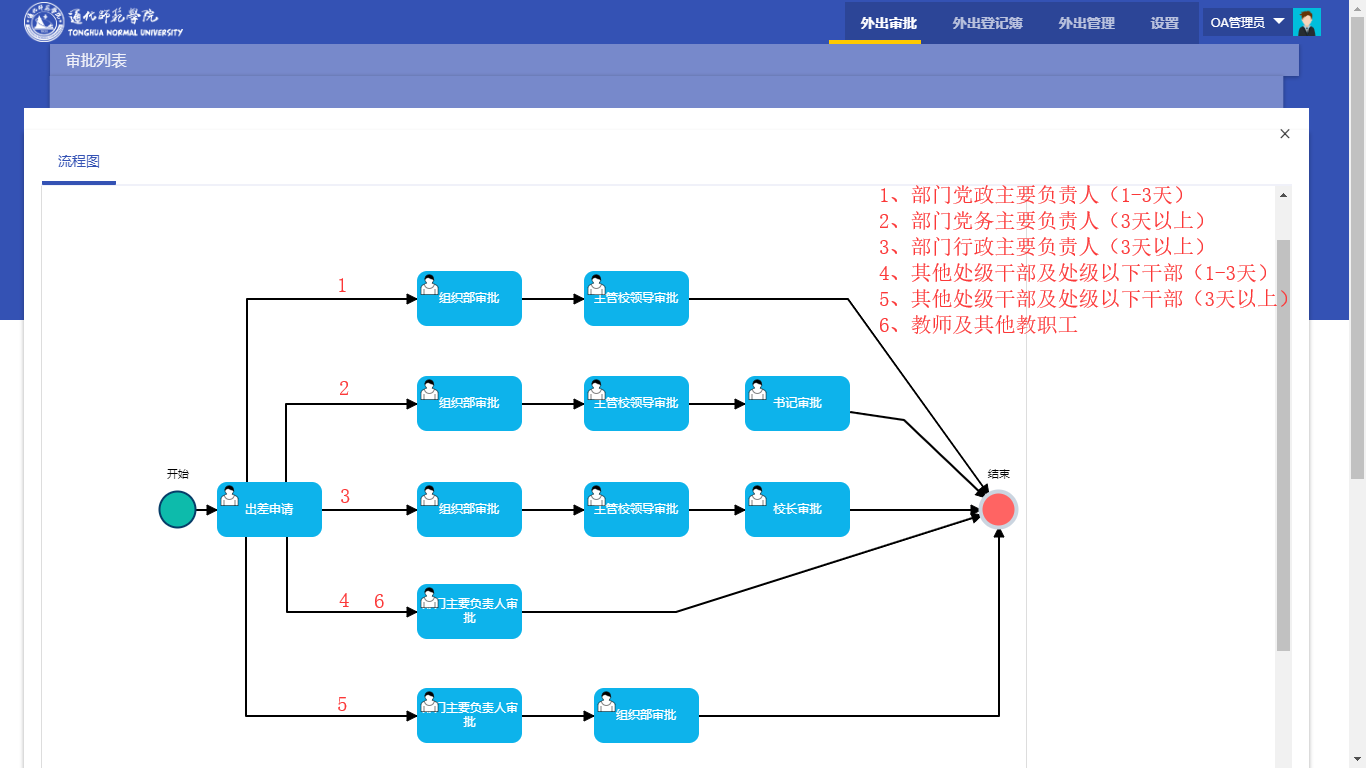 通化师范学院
TONGHUA NORMAL UNIVERSITY
外出审批
外出登记簿
外出管理
设置
OA管理员
审批列表
×
流程图
1、部门党政主要负责人（1-3天）
2、部门党务主要负责人（3天以上）
3、部门行政主要负责人（3天以上）
4、其他处级干部及处级以下干部（1-3天）
5、其他处级干部及处级以下干部（3天以上）
6、教师及其他教职工
1
组织部审批
主管校领导审批
2
组织部审批
主管校领导审批
书记审批
开始
结束
出差申请
3
组织部审批
主管校领导审批
校长审批
4 6
部门主要负责人审
批
5
部门主要负责人审
批
组织部审批